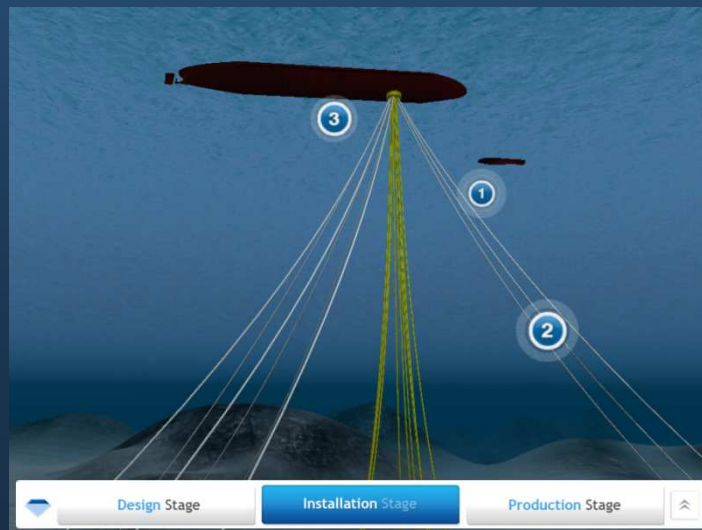 3
1
2
Design Stage
Installation Stage
Production Stage